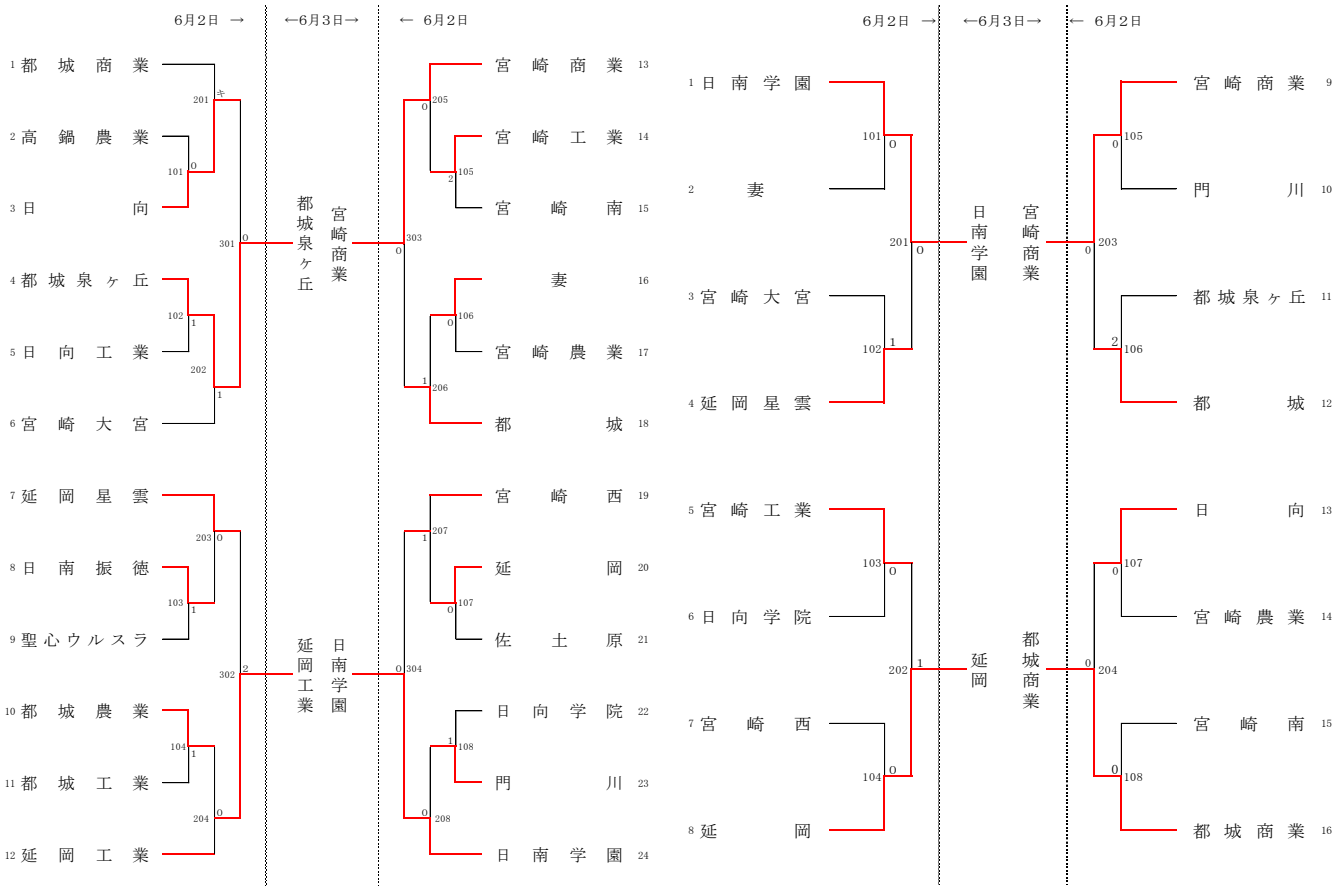 6月2日 →
←6月3日→
← 6月2日
1 都城商業
201
キ
2 高鍋農業
101
0
3 日向
301
0
4 都城泉ヶ丘
102
1
5 日向工業
202
1
6 宮崎大宮
都城泉ヶ丘
宮崎商業
宮崎商業 13
205
0
宮崎工業 14
105
2
宮崎南 15
303
0
妻 16
106
0
宮崎農業 17
206
1
都城 18
7 延岡星雲
203
0
8 日南振徳
103
1
9 聖心ウルスラ
302
2
10 都城農業
104
1
11 都城工業
204
0
12 延岡工業
延岡工業
日南学園
宮崎西 19
207
1
延岡 20
107
0
佐土原 21
304
0
日向学院 22
108
1
門川 23
208
0
日南学園 24
6月2日 →
←6月3日→
← 6月2日
1 日南学園
101
0
2 妻
201
0
3 宮崎大宮
102
1
4 延岡星雲
日南学園
宮崎商業
宮崎商業 9
105
0
門川 10
203
0
都城泉ヶ丘 11
106
2
都城 12
5 宮崎工業
103
0
6 日向学院
202
1
7 宮崎西
104
0
8 延岡
延岡
都城商業
日向 13
107
0
宮崎農業 14
204
0
宮崎南 15
108
0
都城商業 16